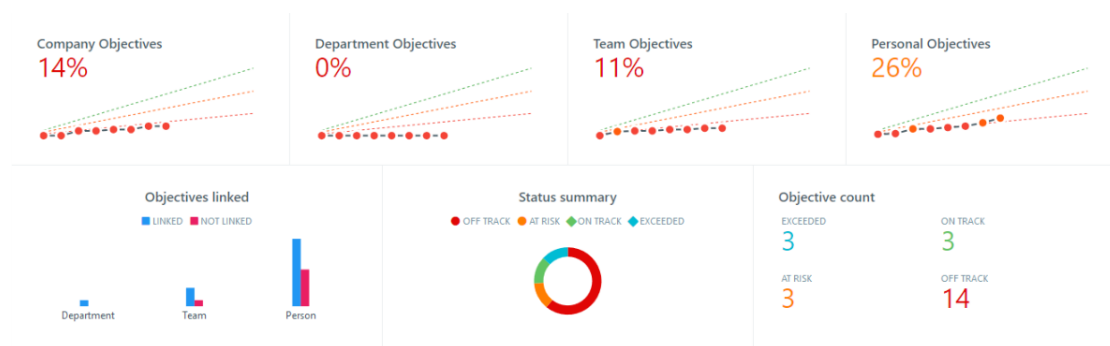 Company Objectives
14%
Department Objectives
0%
Team Objectives
11%
Personal Objectives
26%
Objectives linked
LINKED NOT LINKED
Department Team Person
Status summary
OFF TRACK AT RISK ON TRACK EXCEEDED
Objective count
EXCEEDED
3
ON TRACK
3
AT RISK
3
OFF TRACK
14